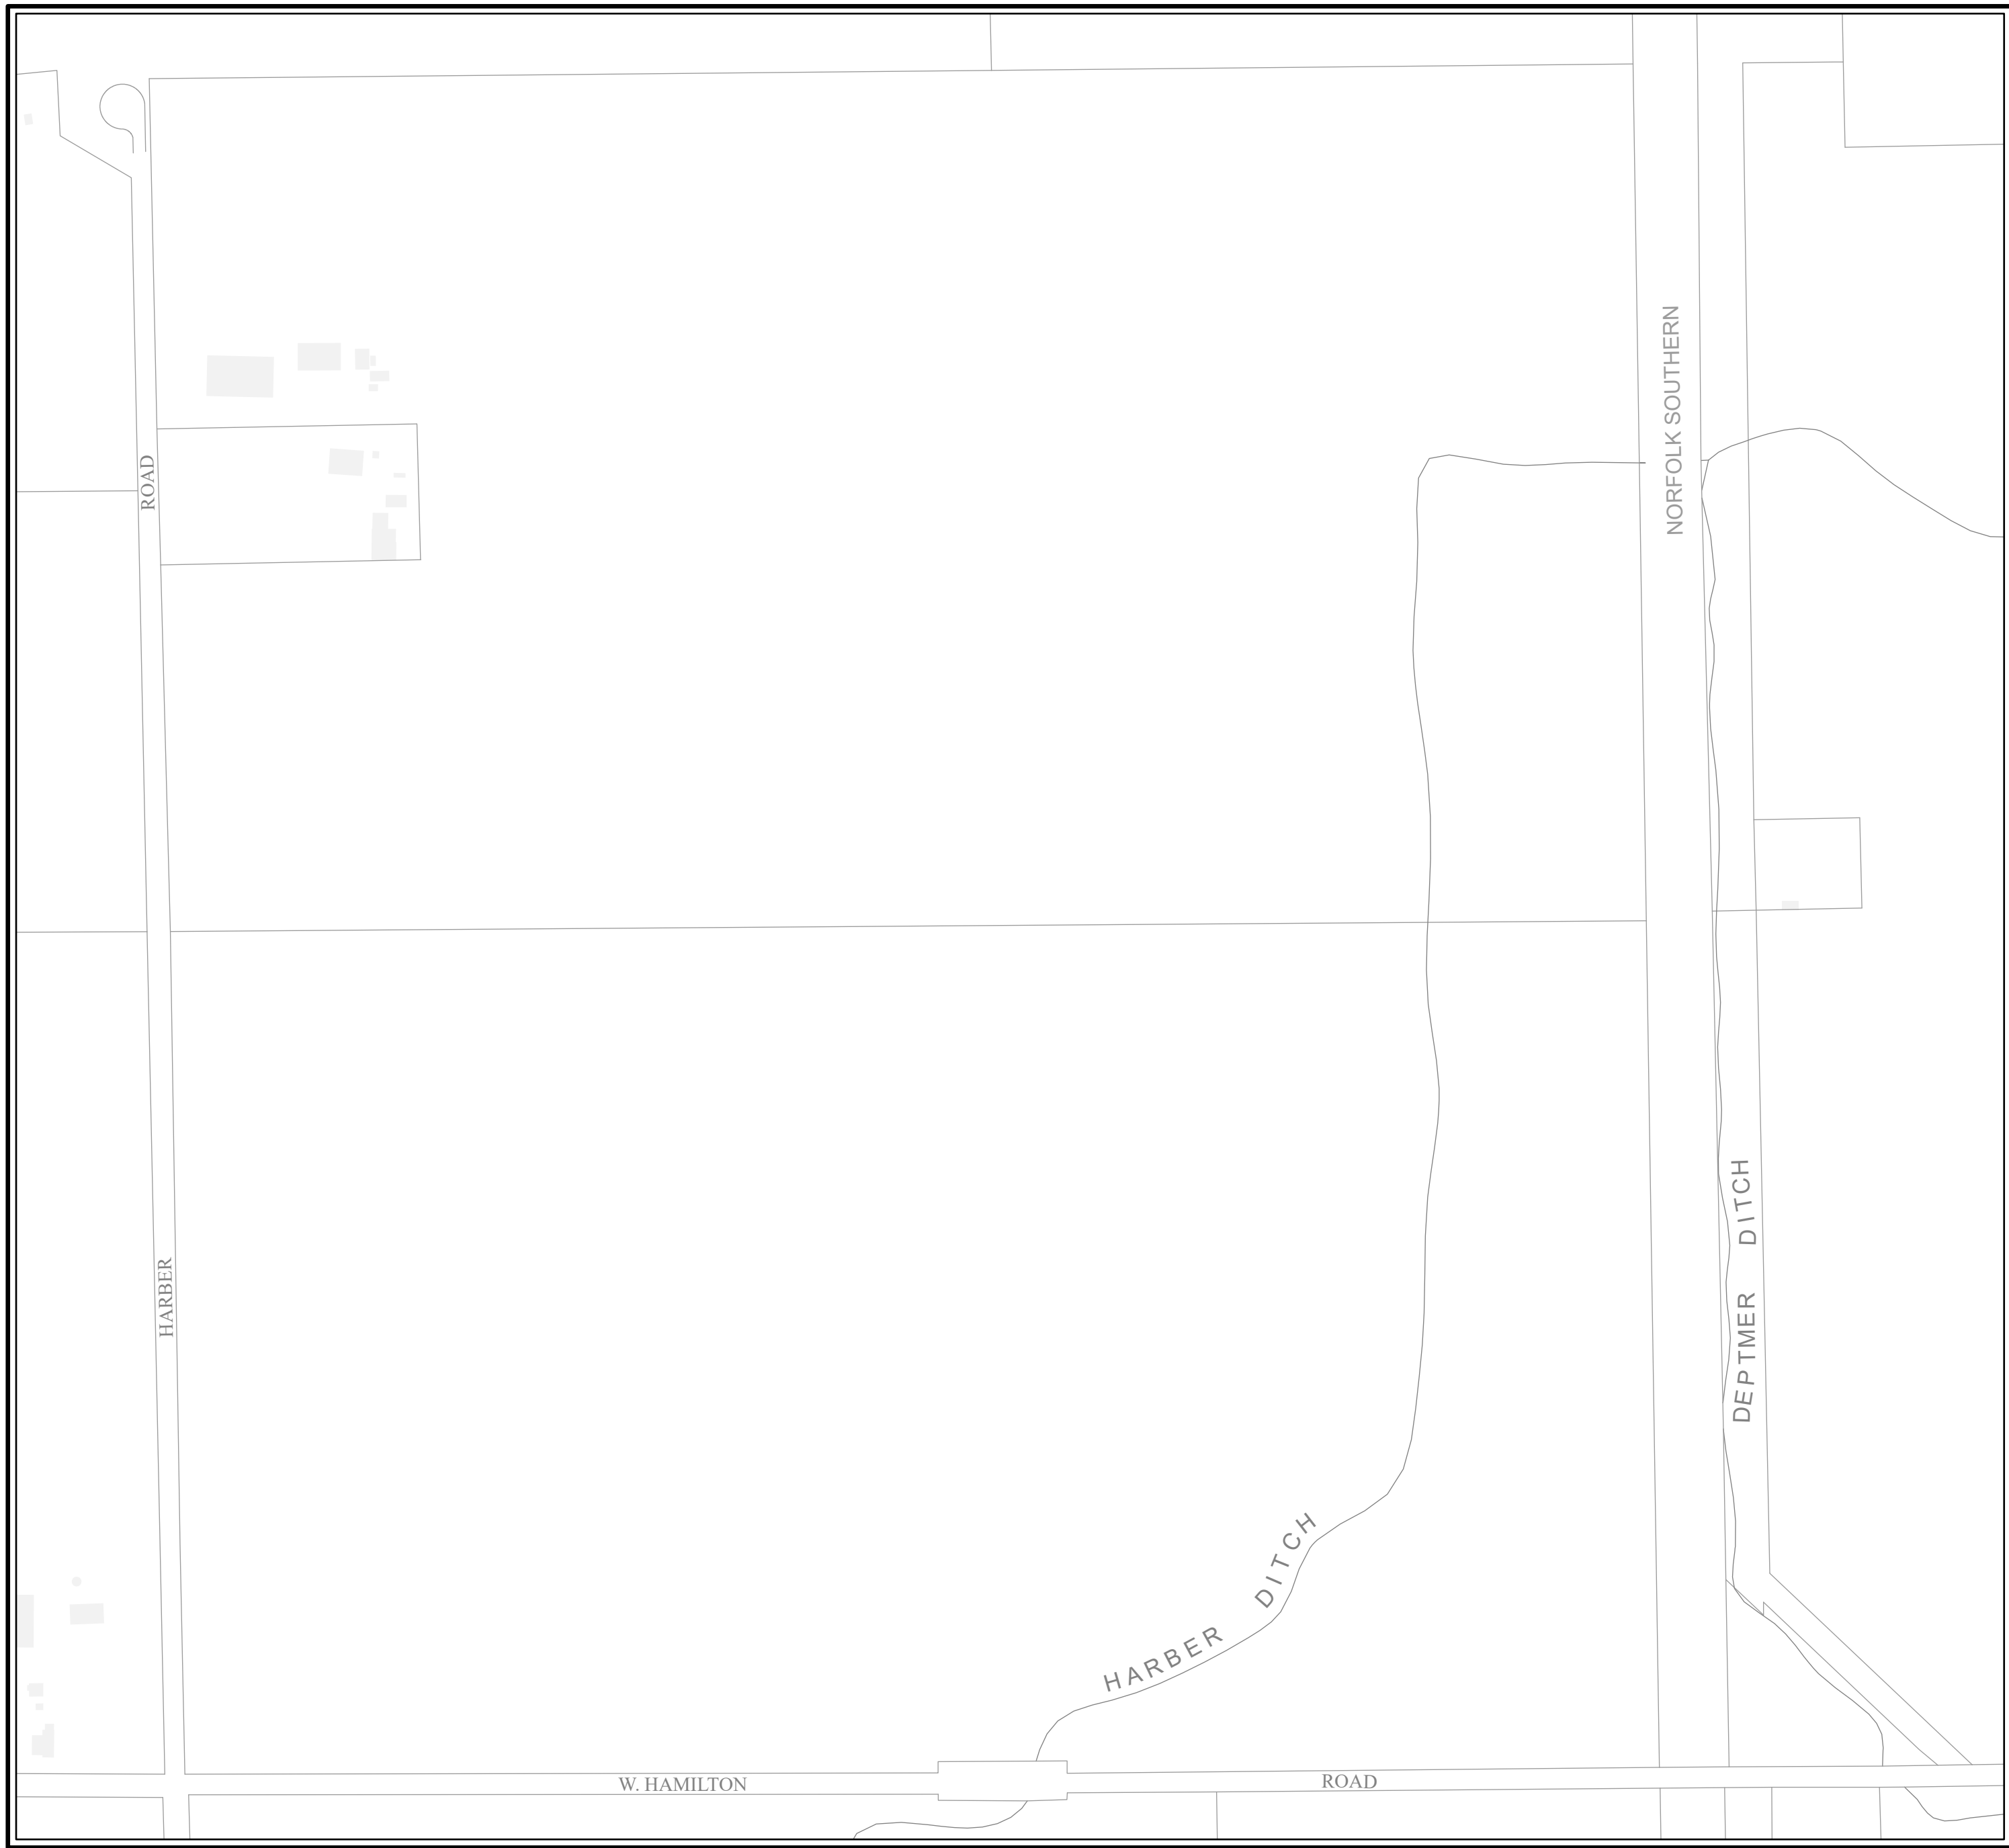 NORFOLK SOUTHERN
ROAD
HARBER
DEPTMER DITCH
HARBER DITCH
W. HAMILTON ROAD